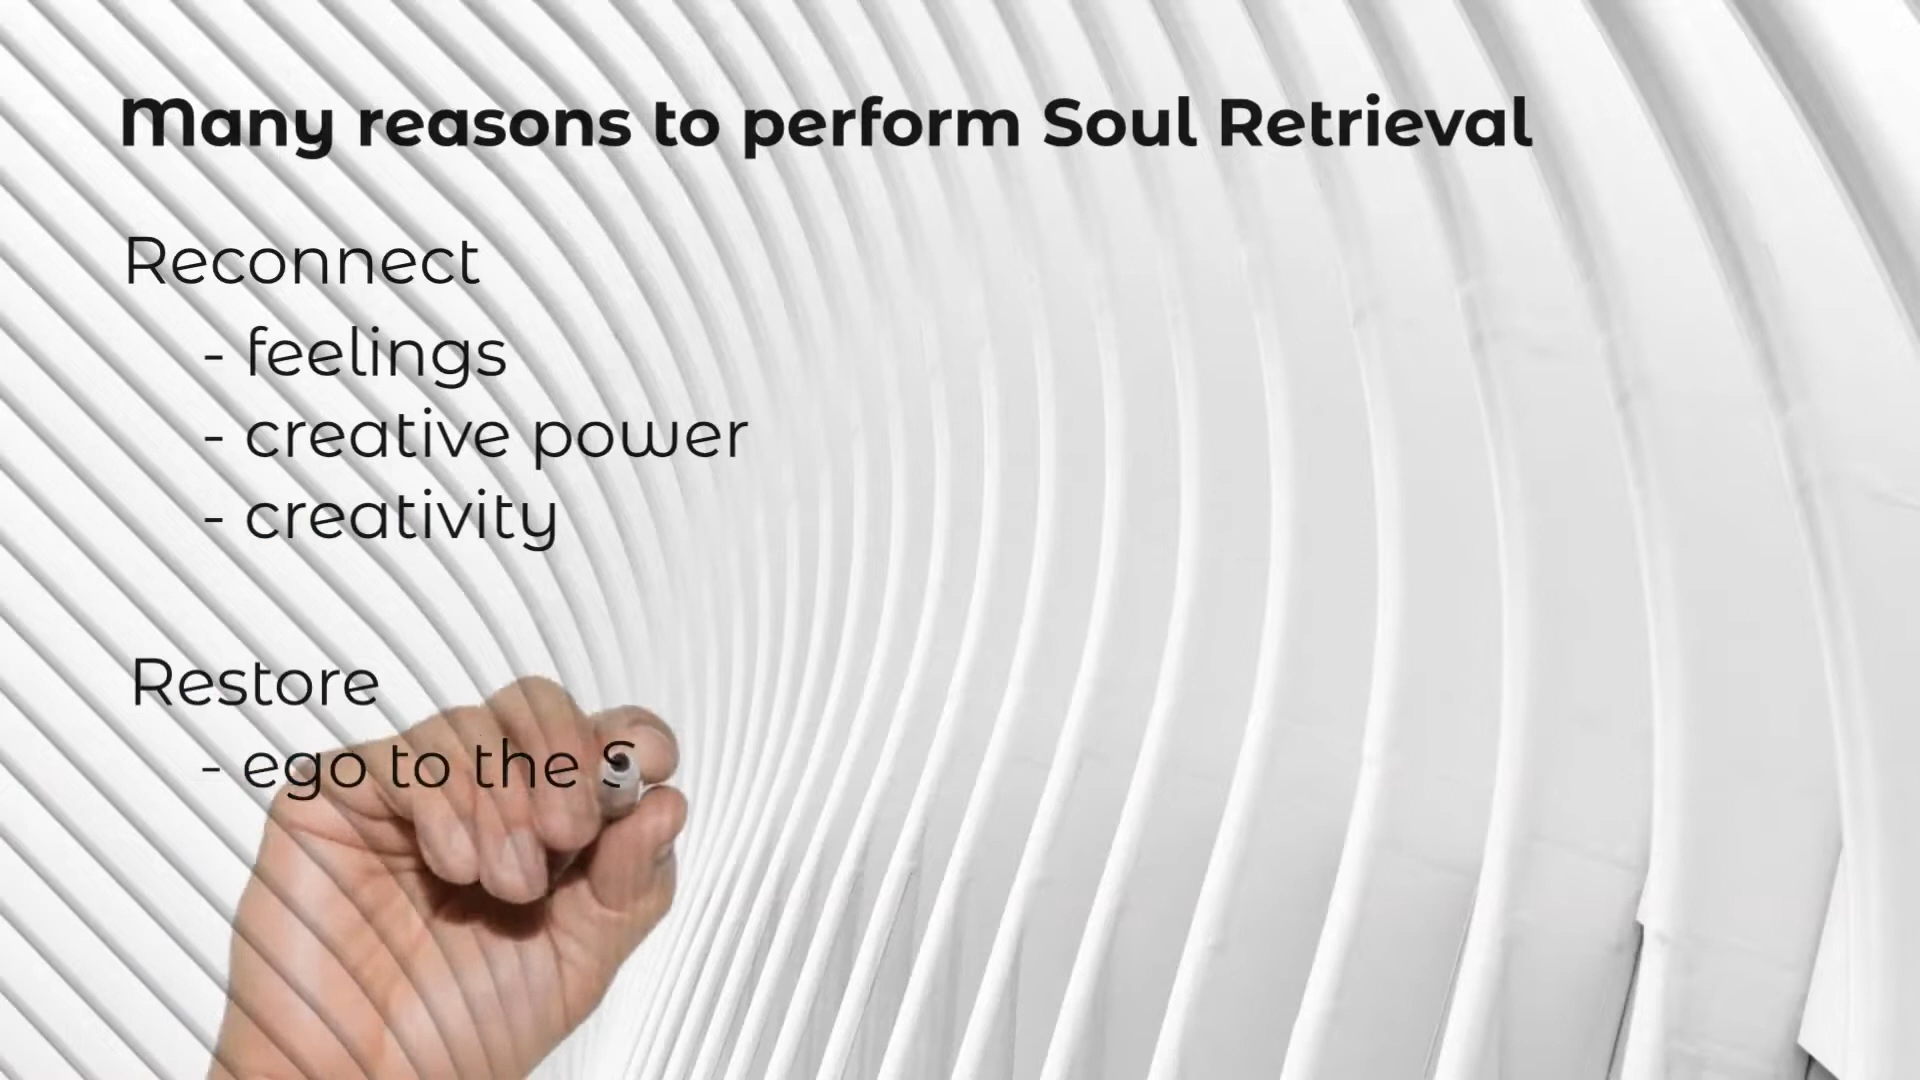 Many reasons to perform Soul Retrieval
Reconnect
- feelings
- creative power
- creativity
Restore
- ego to the S